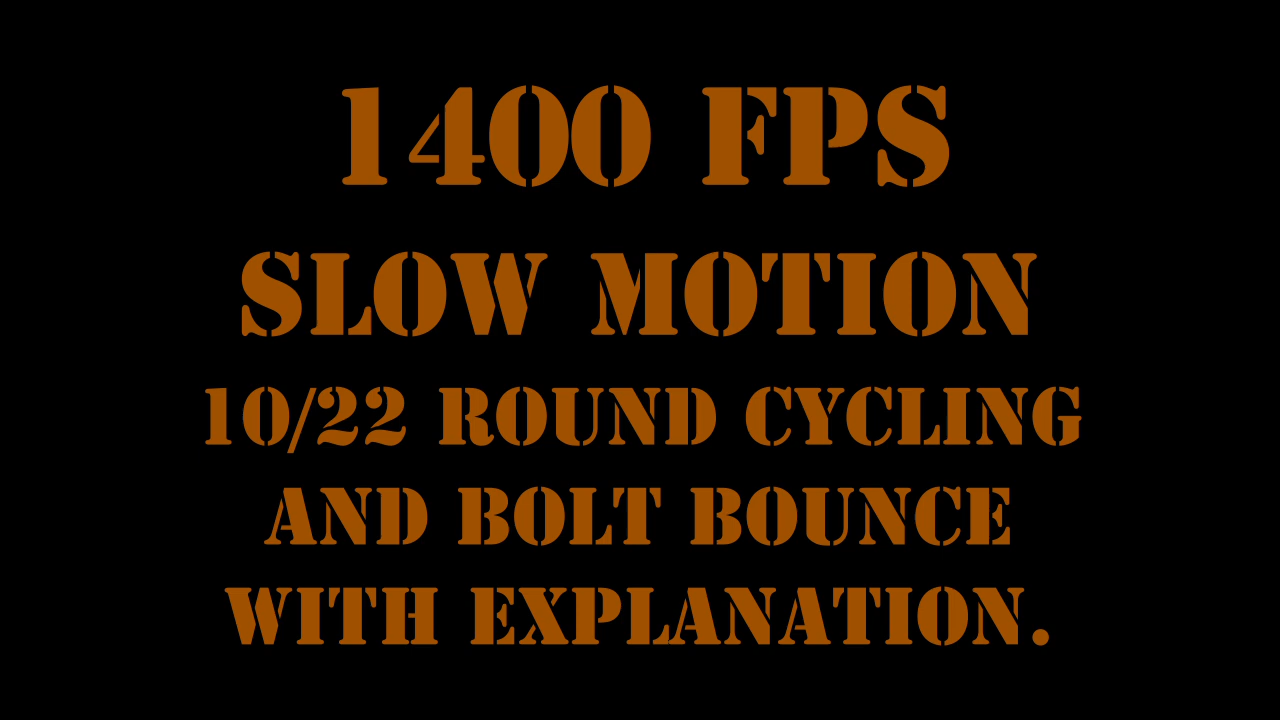 1400 FPS
SLOW MOTION
10/22 ROUND CYCLING
AND BOLT BOUNCE
WITH EXPLANATION.